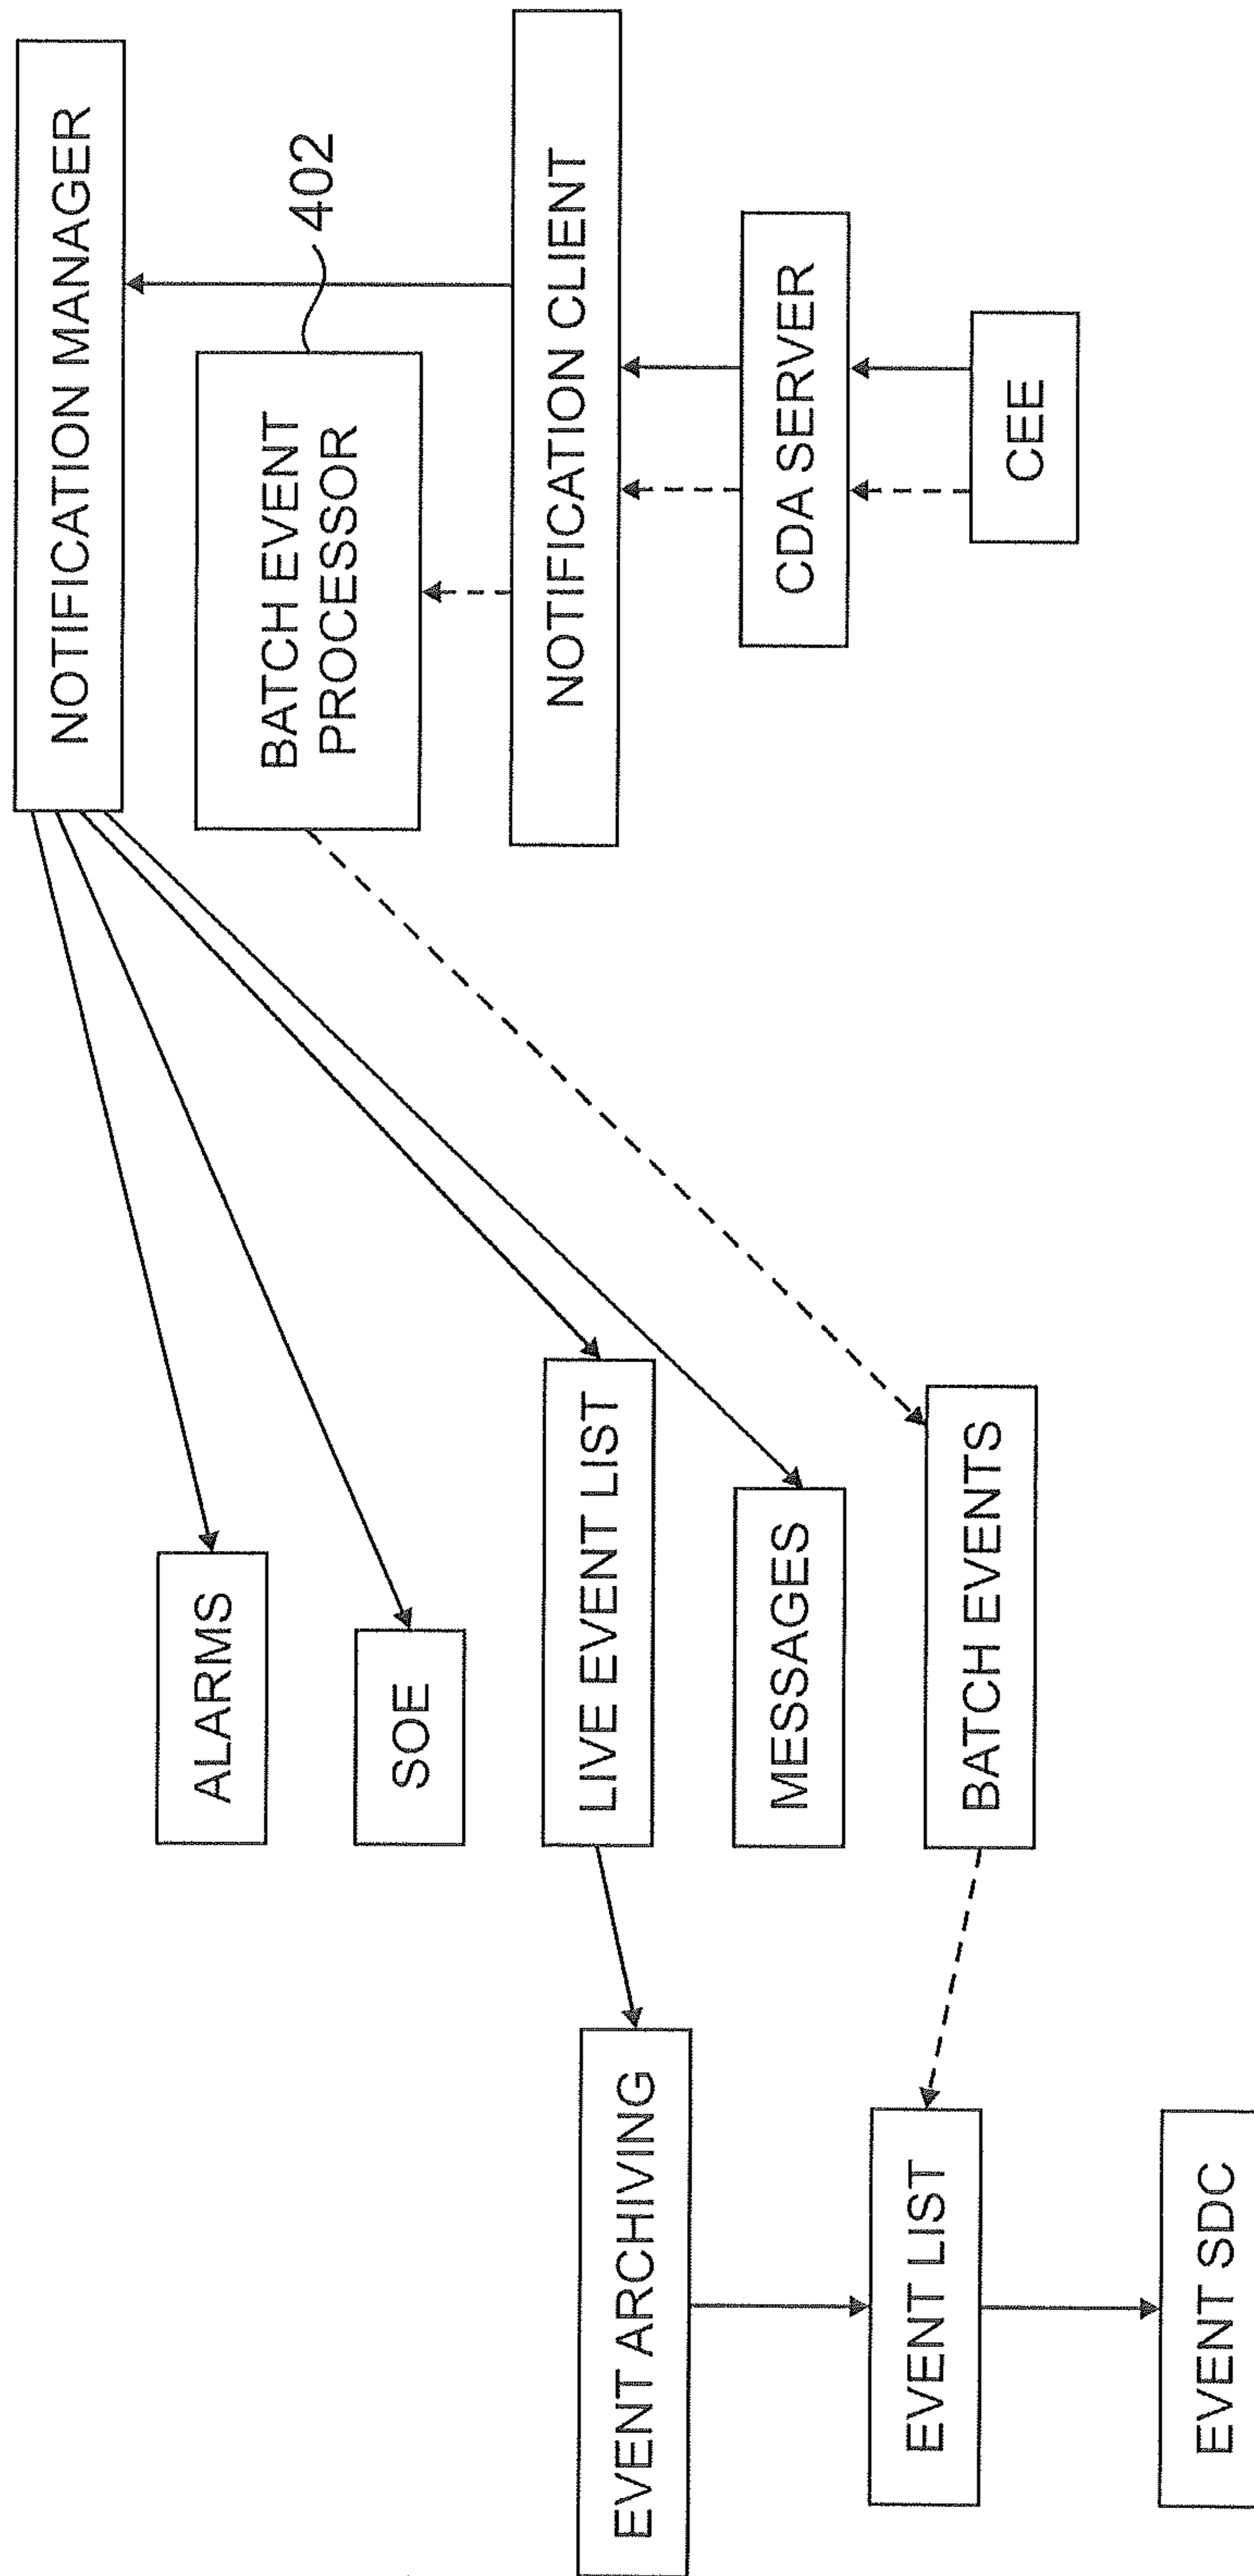 NOTIFICATION MANAGER
402
BATCH EVENT
PROCESSOR
NOTIFICATION CLIENT
CDA SERVER
CEE
ALARMS
SOE
LIVE EVENT LIST
MESSAGES
BATCH EVENTS
EVENT ARCHIVING
EVENT LIST
EVENT SDC